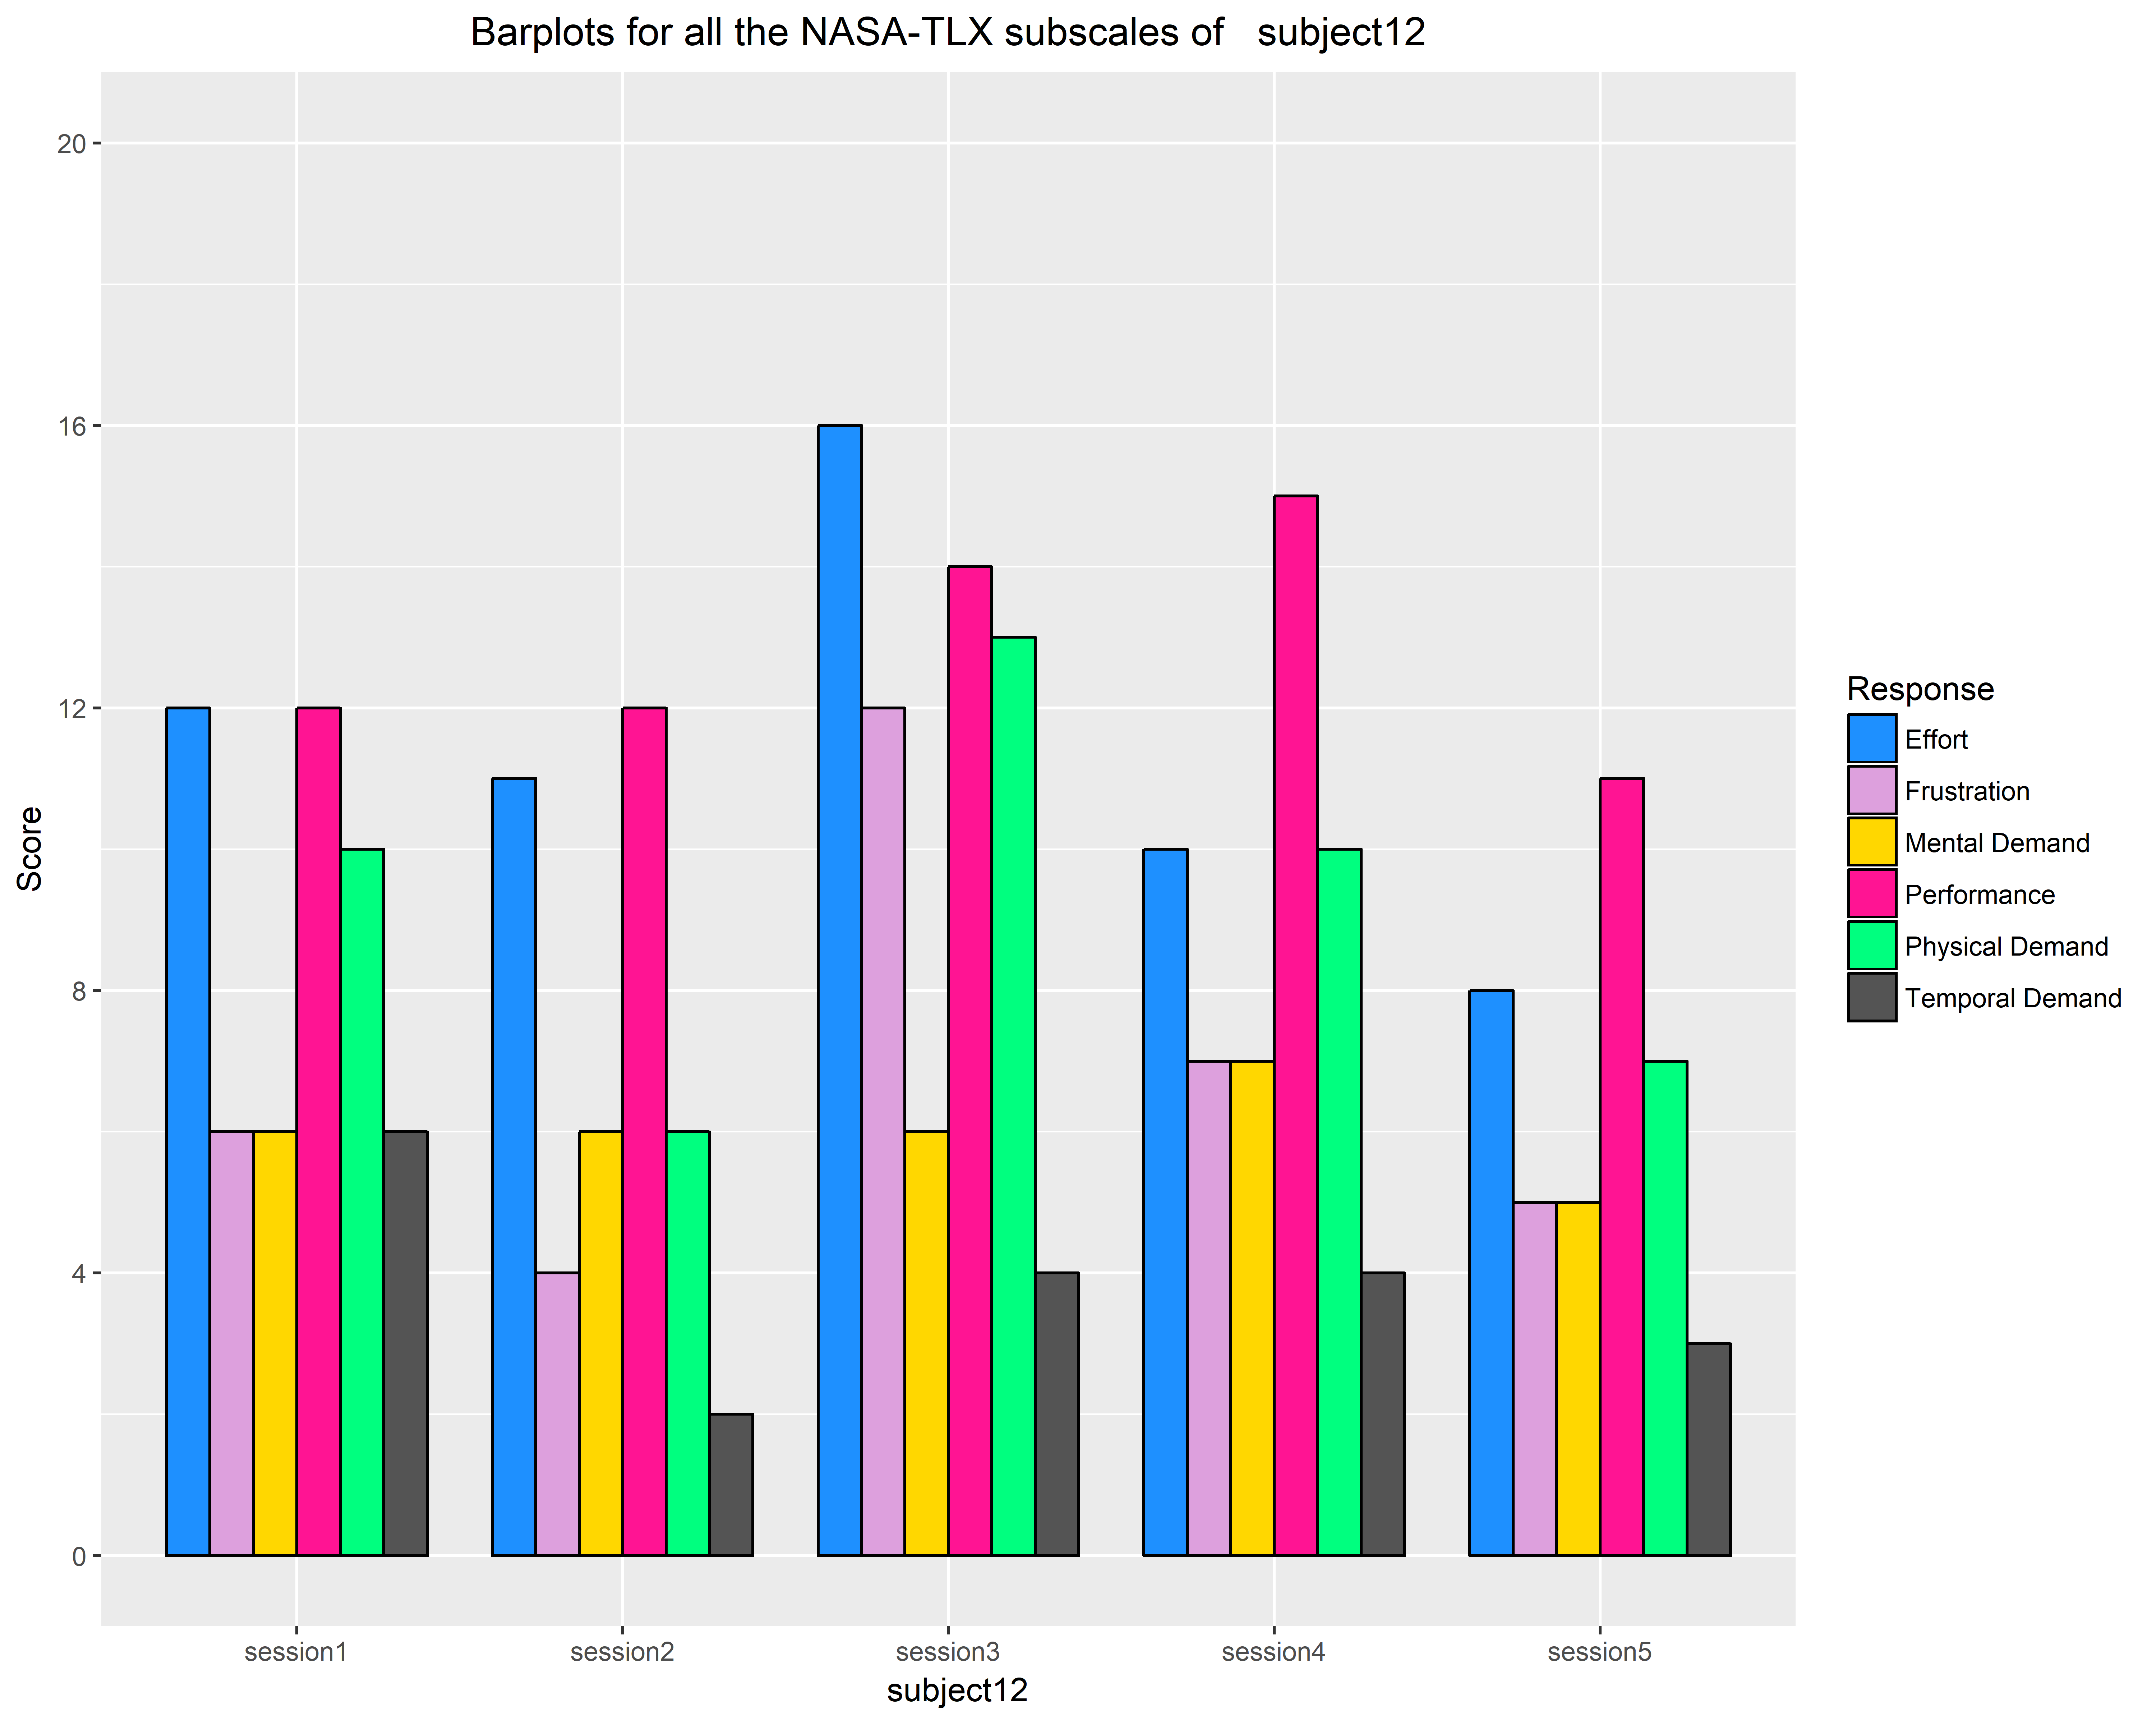 Barplots for all the NASA-TLX subscales of   subject12
Score
20
16
12
8
4
0
session1
session2
session3
session4
session5
subject12
Response
Effort
Frustration
Mental Demand
Performance
Physical Demand
Temporal Demand